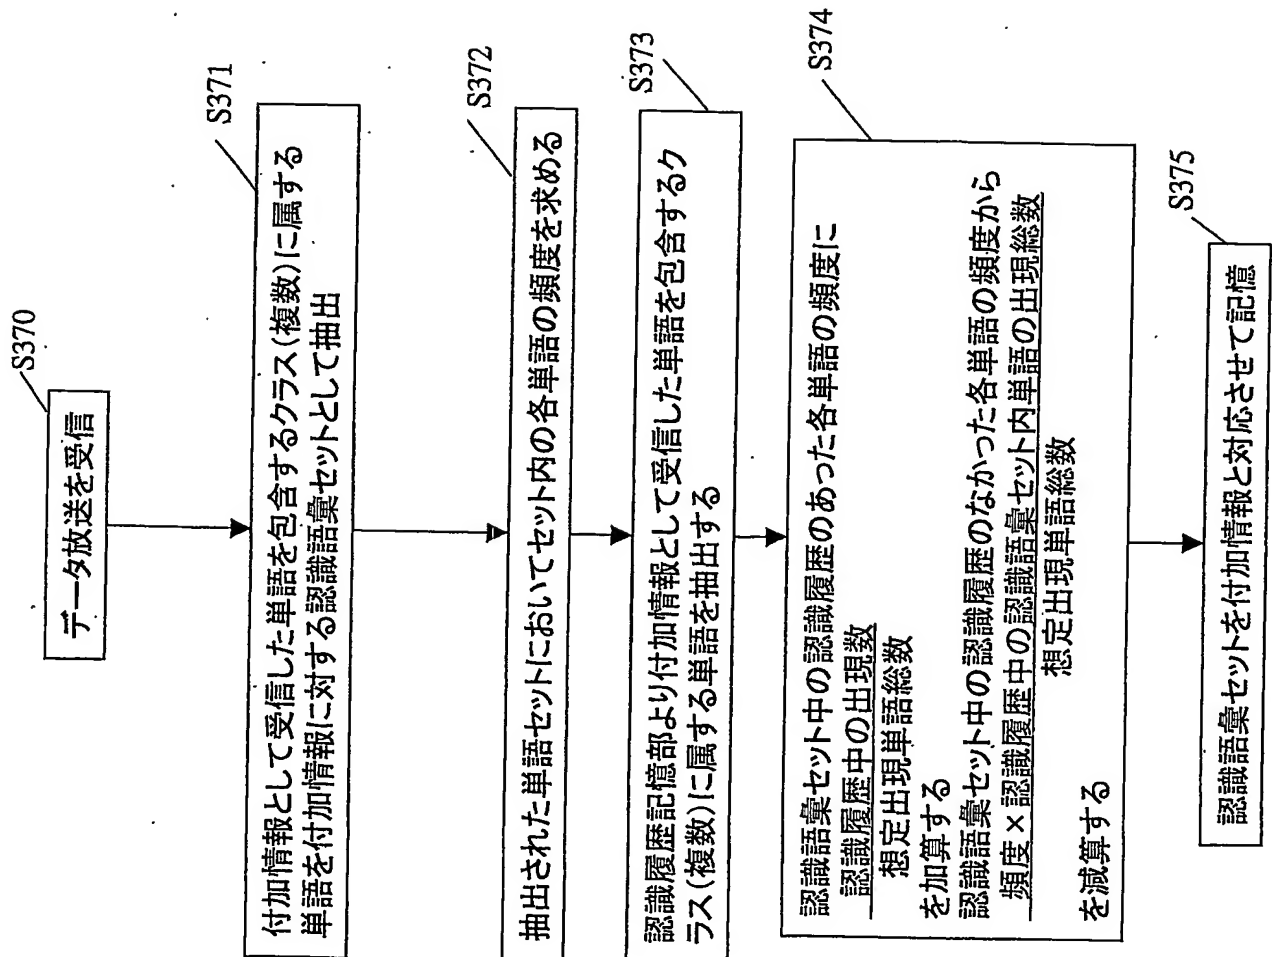 S370
データ放送を受信
S371
付加情報として受信した単語を包含するクラス(複数)に属する
単語を付加情報に対する認識語彙セットとして抽出
S372
抽出された単語セットにおいてセット内の各単語の頻度を求める
S373
認識履歴記憶部より付加情報として受信した単語を包含するク
ラス(複数)に属する単語を抽出する
S374
認識語彙セット中の認識履歴のあった各単語の頻度に
認識履歴中の出現数
想定出現単語総数
を加算する
認識語彙セット中の認識履歴のなかった各単語の頻度から
頻度×認識履歴中の認識語彙セット内単語の出現総数
想定出現単語総数
を減算する
S375
認識語彙セットを付加情報と対応させて記憶